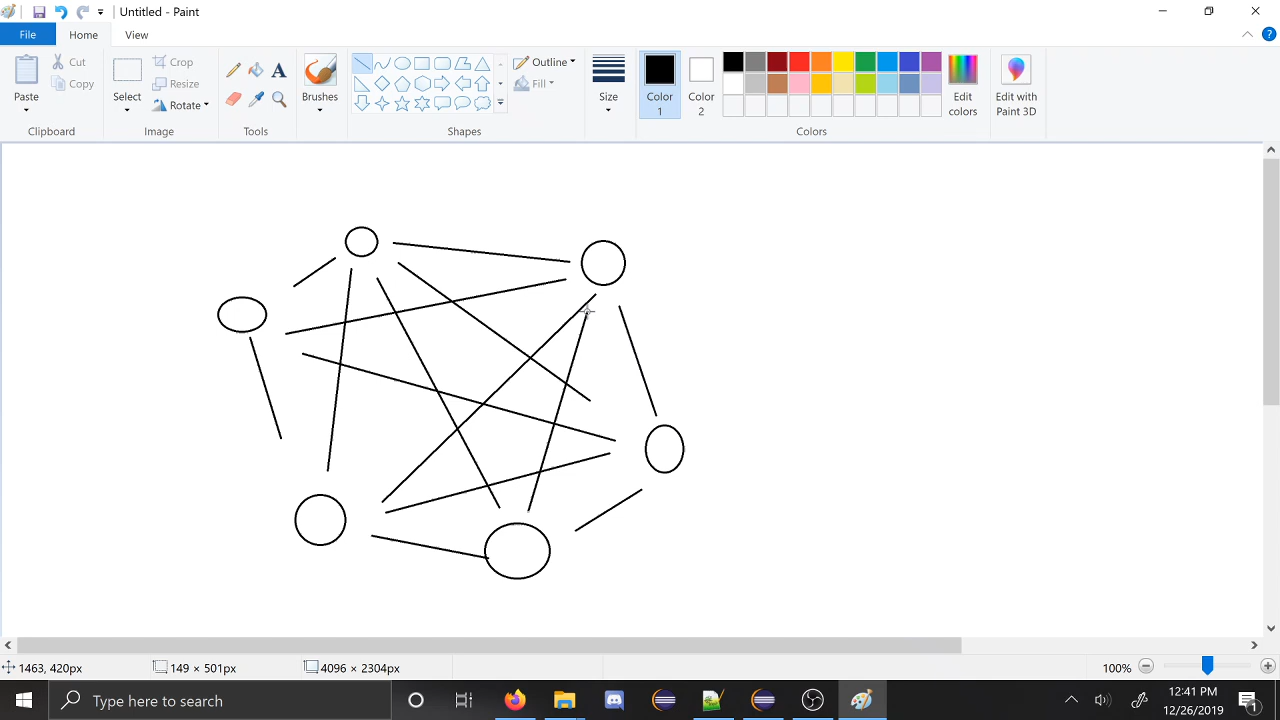 Untitled - Paint
File
Home
View
Paste
Cut
Copy
Clipboard
Select
Crop
Resize
Rotate
Image
Tools
Brushes
Shapes
Outline
Fill
Size
Color
1
Color
2
Edit
colors
Colors
Edit with
Paint 3D
1463, 420px
149 × 501px
4096 × 2304px
100%
Type here to search
12:41 PM
12/26/2019
1